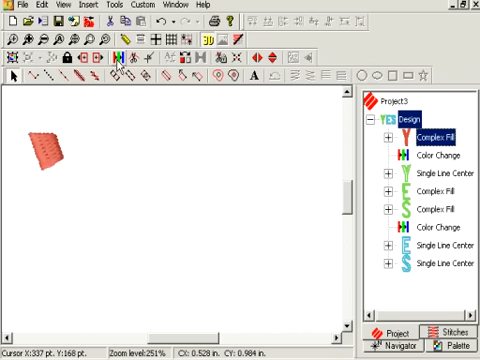 File Edit View Insert Tools Custom Window Help
3D
A
Project3
YES Design
Y Complex Fill
Color Change
Y Single Line Center
E Complex Fill
S Complex Fill
Color Change
E Single Line Center
S Single Line Center
Project Stitches
Navigator Palette
Cursor X:337 pt. Y:168 pt. Zoom level:251% CX: 0.528 in. CY: 0.984 in.